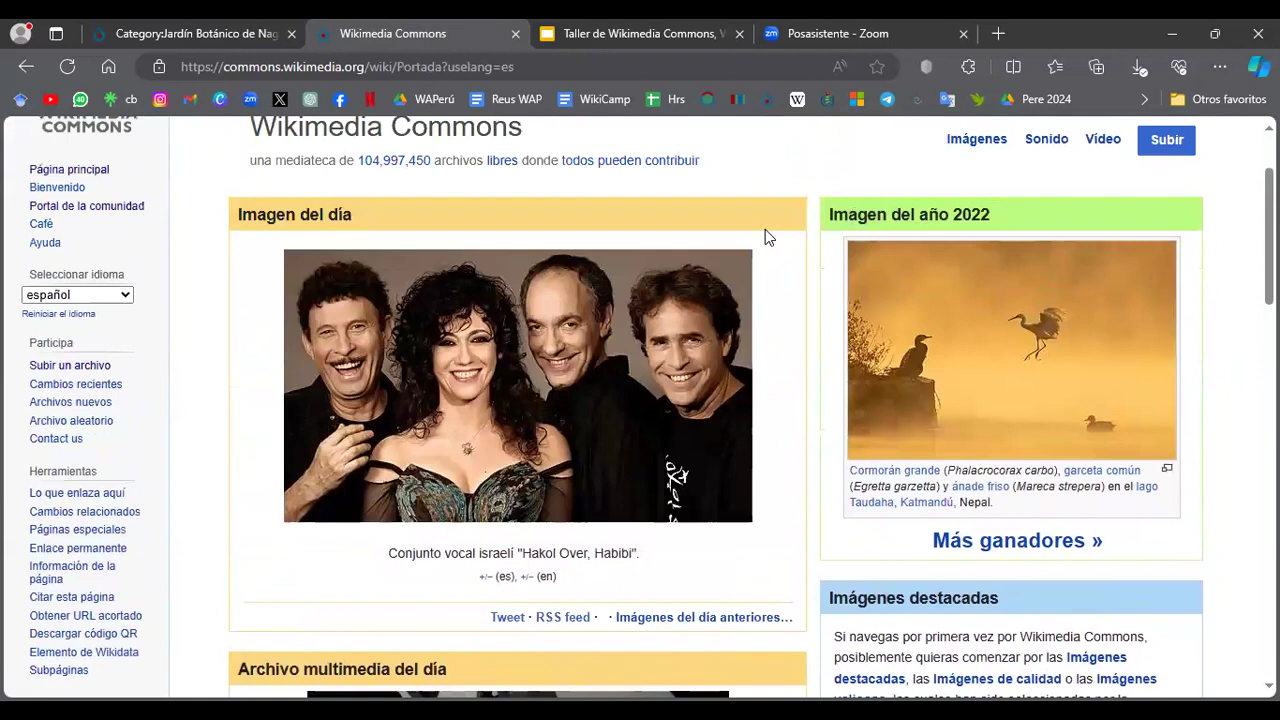 Category:Jardín Botánico de Nag
Wikimedia Commons
Taller de Wikimedia Commons, V
Posasistente - Zoom
https://commons.wikimedia.org/wiki/Portada?uselang=es
cb
WAPerú
Reus WAP
WikiCamp
Hrs
Pere 2024
Otros favoritos
COMMONS
Página principal
Bienvenido
Portal de la comunidad
Café
Ayuda
Seleccionar idioma
español
Reiniciar el idioma
Participa
Subir un archivo
Cambios recientes
Archivos nuevos
Archivo aleatorio
Contact us
Herramientas
Lo que enlaza aquí
Cambios relacionados
Páginas especiales
Enlace permanente
Información de la
página
Citar esta página
Obtener URL acortado
Descargar código QR
Elemento de Wikidata
Subpáginas
Wikimedia Commons
una mediateca de 104,997,450 archivos libres donde todos pueden contribuir
Imágenes Sonido Vídeo Subir
Imagen del día
Conjunto vocal israelí "Hakol Over, Habibi".
+/− (es), +/− (en)
Tweet · RSS feed · · Imágenes del día anteriores...
Archivo multimedia del día
Imagen del año 2022
Cormorán grande (Phalacrocorax carbo), garceta común
(Egretta garzetta) y ánade friso (Mareca strepera) en el lago
Taudaha, Katmandú, Nepal.
Más ganadores »
Imágenes destacadas
Si navegas por primera vez por Wikimedia Commons,
posiblemente quieras comenzar por las Imágenes
destacadas, las Imágenes de calidad o las Imágenes